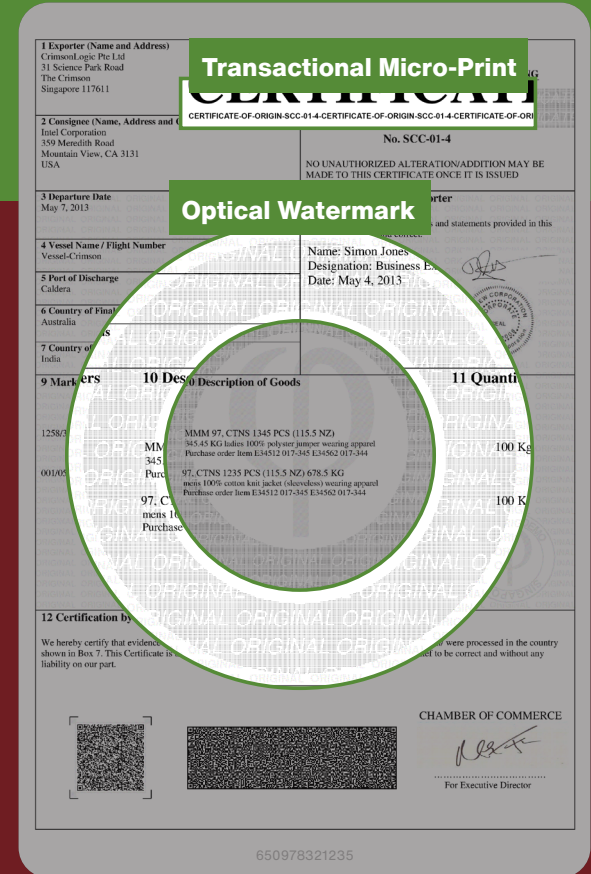 1 Exporter (Name and Address)
CrimsonLogic Pte Ltd
31 Science Park Road
The Crimson
Singapore 117611
Transactional Micro-Print
CERTIFICATE-OF-ORIGIN-SCC-01-4-CERTIFICATE-OF-ORIGIN-SCC-01-4-CERTIFICATE-OF-ORI
2 Consignee (Name, Address and
Intel Corporation
359 Meredith Road
Mountain View, CA 3131
USA
No. SCC-01-4
NO UNAUTHORIZED ALTERATION/ADDITION MAY BE
MADE TO THIS CERTIFICATE ONCE IT IS ISSUED
3 Departure Date
May 7, 2013
Optical Watermark
and statements provided in this
4 Vessel Name / Flight Number
Vessel-Crimson
Name: Simon Jones
Designation: Business
Date: May 4, 2013
5 Port of Discharge
Caldera
6 Country of
Australia
7 Country of
India
9
10
Description of Goods
11
1258/3
MMM 97, CTNS 1345 PCS (115.5 NZ)
345.45 KG ladies 100% polyster jumper wearing apparel
Purchase order Item E34512 017-345 E34562 017-344
100 Kg
001/05
97, CTNS 1235 PCS (115.5 NZ) 678.5 KG
mens 100% cotton knit jacket (sleeveless) wearing apparel
Purchase order Item E34512 017-345 E34562 017-344
97,
mens
Purchase
100
ORIGINAL ORIGINAL ORIGINAL
12 Certification by
We hereby certify that evidence
were processed in the country
shown in Box 7. This Certificate is
to be correct and without any
liability on our part.
CHAMBER OF COMMERCE
For Executive Director
650978321235